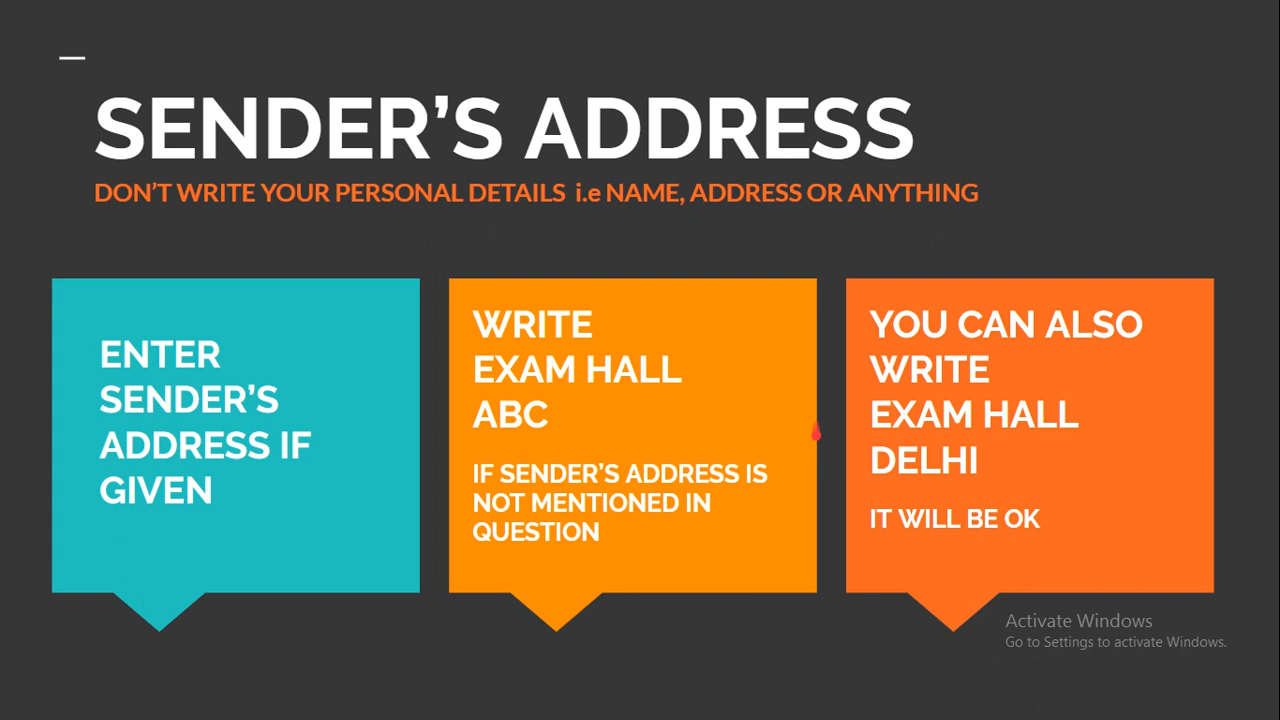 SENDER’S ADDRESS
DON’T WRITE YOUR PERSONAL DETAILS i.e NAME, ADDRESS OR ANYTHING
ENTER
SENDER’S
ADDRESS IF
GIVEN
WRITE
EXAM HALL
ABC
IF SENDER’S ADDRESS IS
NOT MENTIONED IN
QUESTION
YOU CAN ALSO
WRITE
EXAM HALL
DELHI
IT WILL BE OK
Activate Windows
Go to Settings to activate Windows.